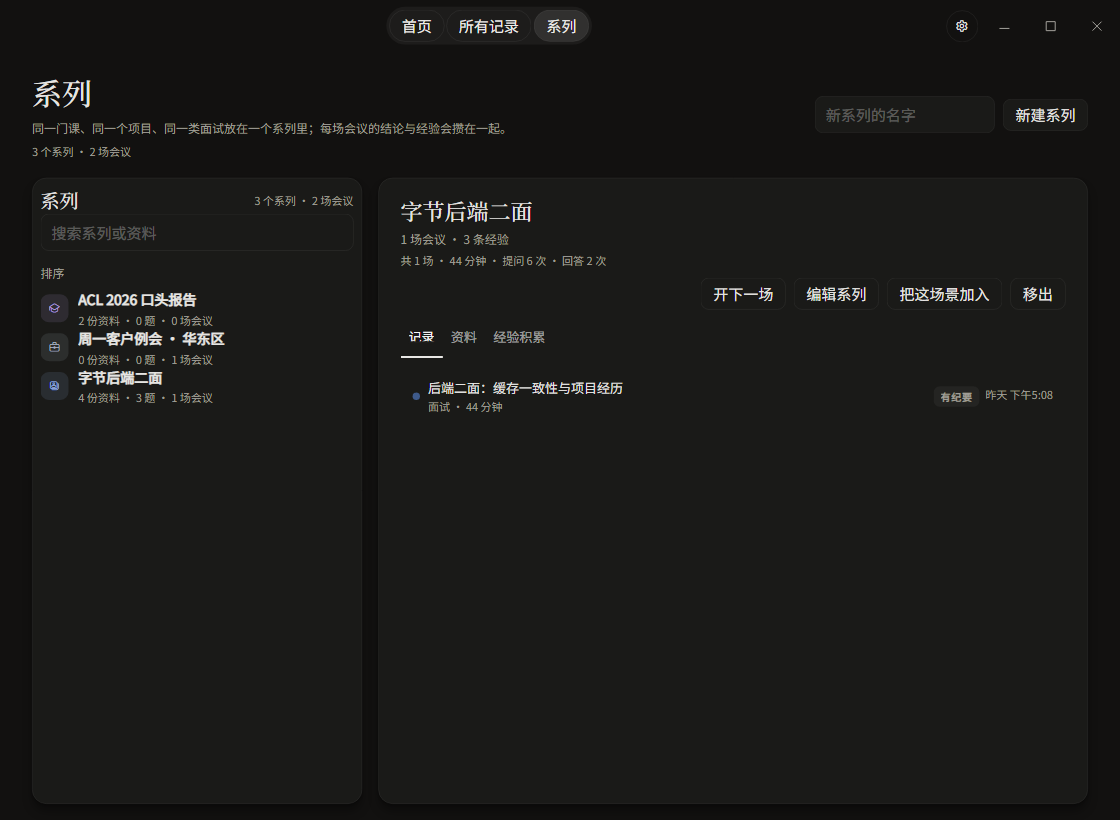 首页 所有记录 系列
系列
同一门课、同一个项目、同一类面试放在一个系列里；每场会议的结论与经验会攒在一起。
3 个系列 · 2 场会议
新系列的名字 新建系列
系列 3 个系列 · 2 场会议
搜索系列或资料
排序
ACL 2026 口头报告
2 份资料 · 0 题 · 0 场会议
周一客户例会 · 华东区
0 份资料 · 0 题 · 1 场会议
字节后端二面
4 份资料 · 3 题 · 1 场会议
字节后端二面
1 场会议 · 3 条经验
共 1 场 · 44 分钟 · 提问 6 次 · 回答 2 次
开下一场 编辑系列 把这场景加入 移出
记录 资料 经验积累
后端二面：缓存一致性与项目经历
面试 · 44 分钟
有纪要 昨天 下午5:08